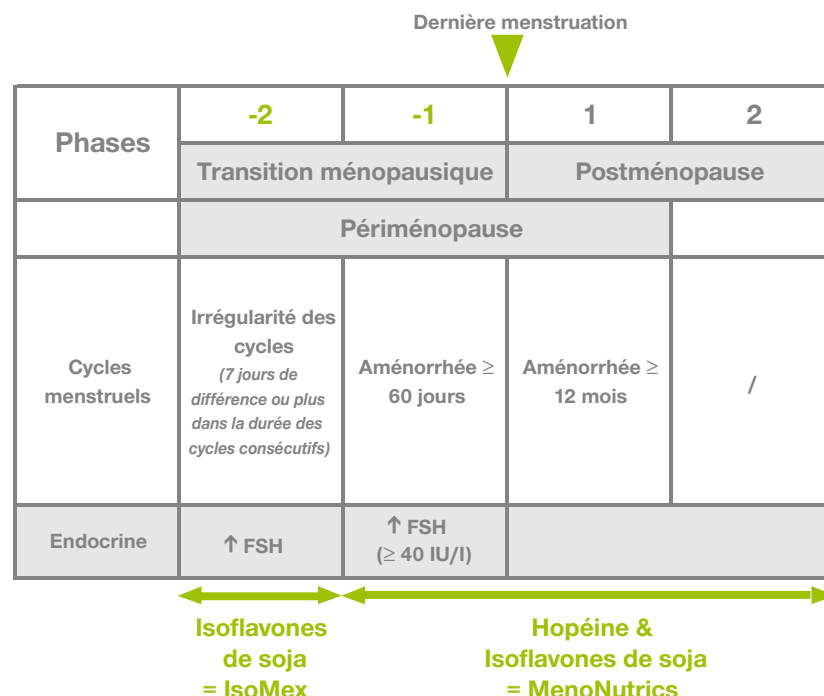 Dernière menstruation
Phases
-2
-1
1
2
Transition ménopausique
Postménopause
Périménopause
Cycles
menstruels
Irrégularité des
cycles
(7 jours de
différence ou plus
dans la durée des
cycles consécutifs)
Aménorrhée ≥
60 jours
Aménorrhée ≥
12 mois
/
Endocrine
↑ FSH
↑ FSH
(≥ 40 IU/l)
Isoflavones
de soja
= IsoMex
Hopéine &
Isoflavones de soja
= MenoNutrics